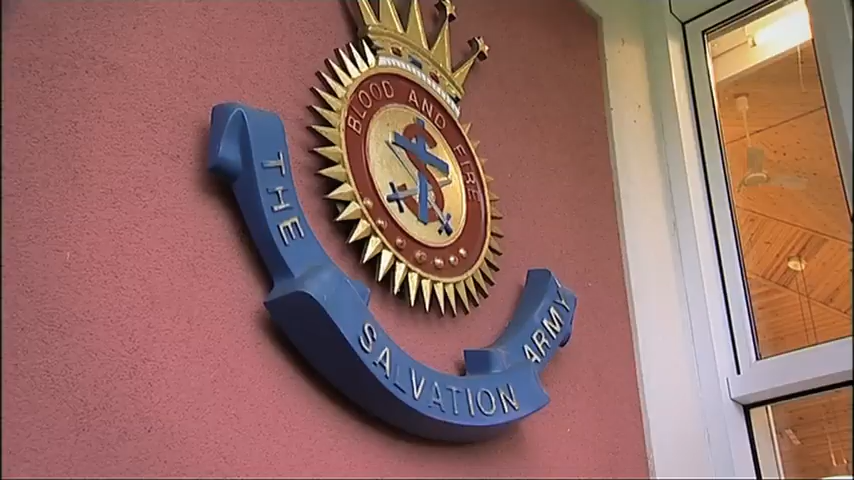 BLOOD AND FIRE
S
THE SALVATION ARMY